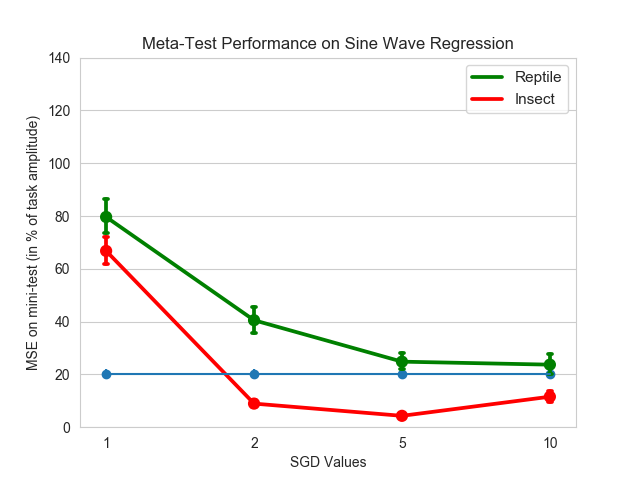 Meta-Test Performance on Sine Wave Regression
Reptile
Insect
MSE on mini-test (in % of task amplitude)
140
120
100
80
60
40
20
0
1 2 5 10
SGD Values